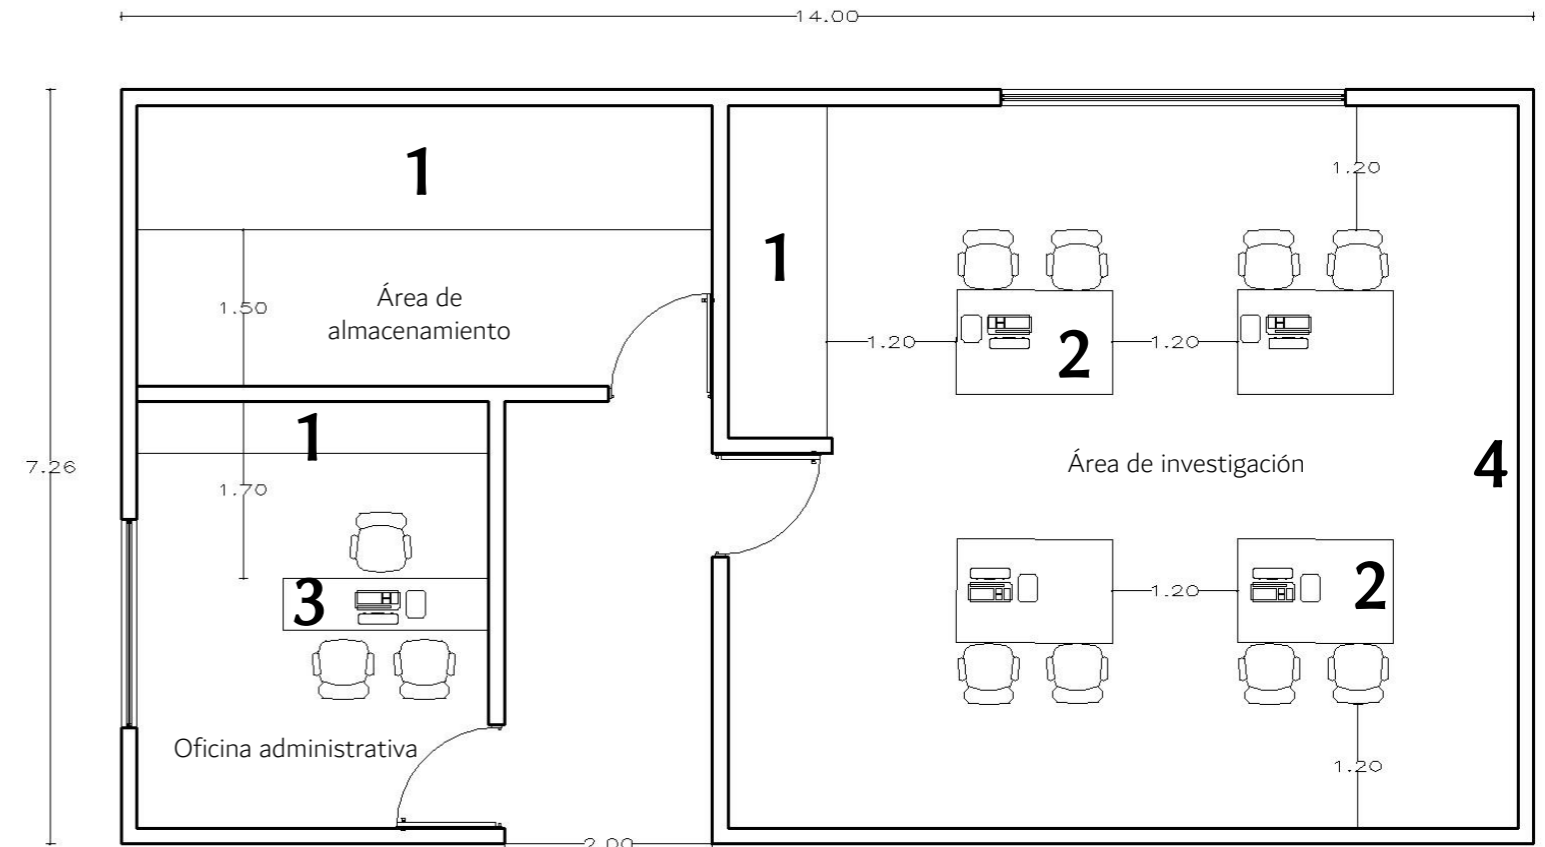 14.00
1
1.20
1
1.50
Área de
almacenamiento
1.20
2
1.20
1
7.26
1.70
Área de investigación
4
3
1.20
2
Oficina administrativa
1.20
2.00
H
H
H
H
H